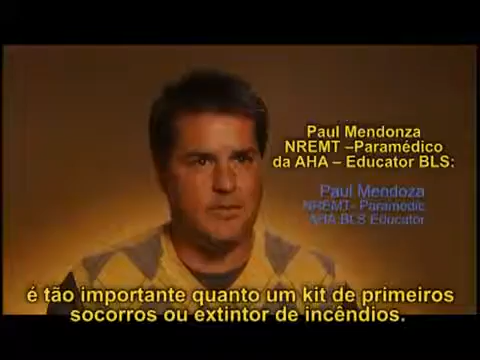 Paul Mendonza
NREMT –Paramédico
da AHA – Educator BLS:
Paul Mendoza
NREMT- Paramedic
AHA BLS Educator
é tão importante quanto um kit de primeiros
socorros ou extintor de incêndios.